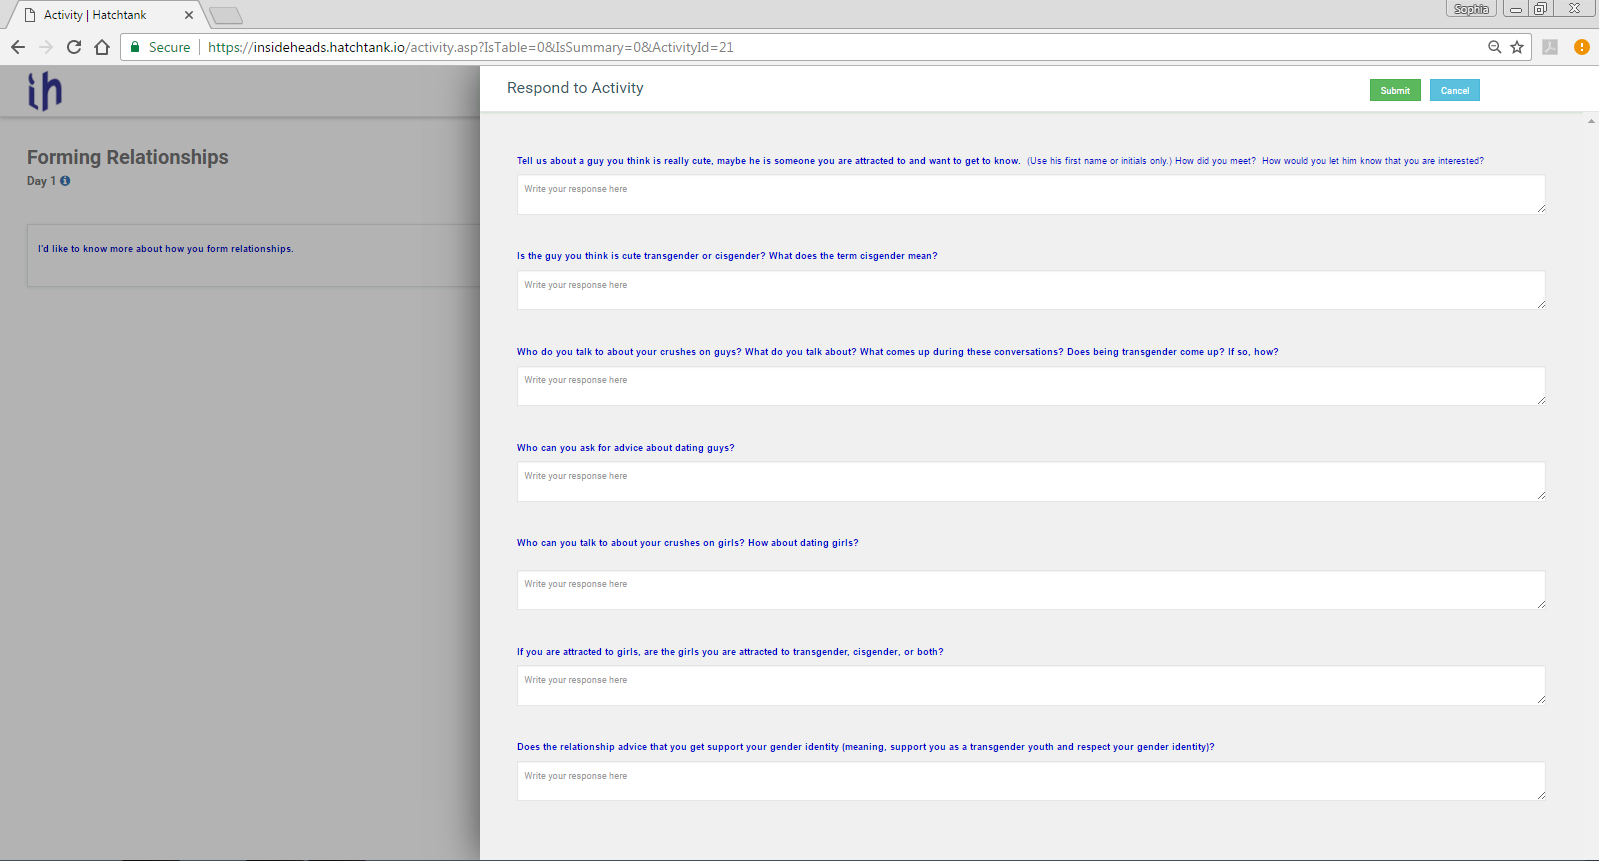 Activity | Hatchtank
Sophia
Secure
https://insideheads.hatchtank.io/activity.asp?IsTable=0&IsSummary=0&ActivityId=21
ih
Forming Relationships
Day 1
I'd like to know more about how you form relationships.
Respond to Activity
Submit
Cancel
Tell us about a guy you think is really cute, maybe he is someone you are attracted to and want to get to know. (Use his first name or initials only.) How did you meet? How would you let him know that you are interested?
Write your response here
Is the guy you think is cute transgender or cisgender? What does the term cisgender mean?
Write your response here
Who do you talk to about your crushes on guys? What do you talk about? What comes up during these conversations? Does being transgender come up? If so, how?
Write your response here
Who can you ask for advice about dating guys?
Write your response here
Who can you talk to about your crushes on girls? How about dating girls?
Write your response here
If you are attracted to girls, are the girls you are attracted to transgender, cisgender, or both?
Write your response here
Does the relationship advice that you get support your gender identity (meaning, support you as a transgender youth and respect your gender identity)?
Write your response here